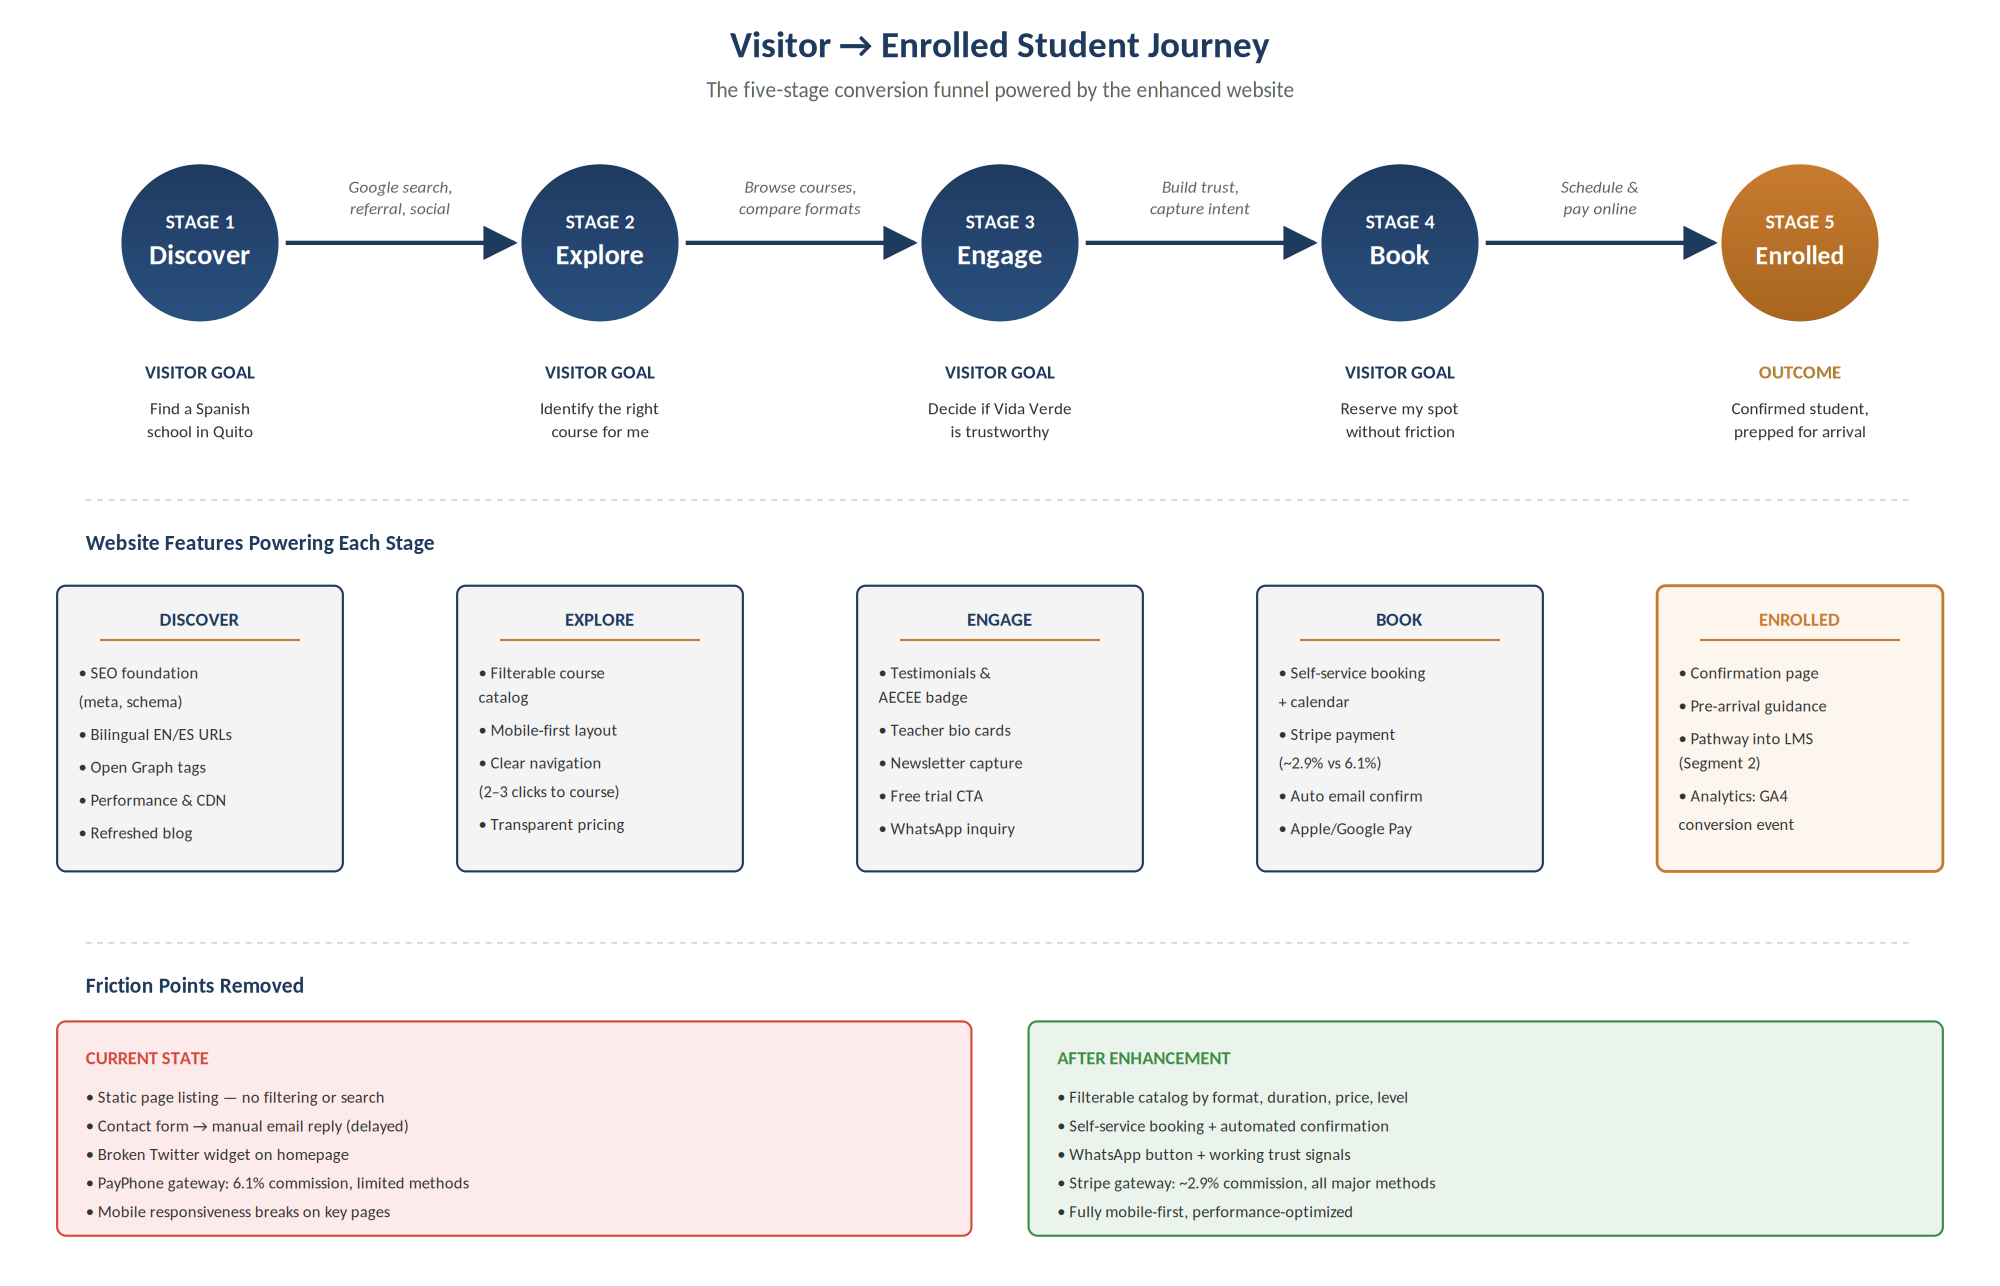 Visitor → Enrolled Student Journey
The five-stage conversion funnel powered by the enhanced website
STAGE 1
Discover
Google search,
referral, social
STAGE 2
Explore
Browse courses,
compare formats
STAGE 3
Engage
Build trust,
capture intent
STAGE 4
Book
Schedule &
pay online
STAGE 5
Enrolled
VISITOR GOAL
Find a Spanish
school in Quito
VISITOR GOAL
Identify the right
course for me
VISITOR GOAL
Decide if Vida Verde
is trustworthy
VISITOR GOAL
Reserve my spot
without friction
OUTCOME
Confirmed student,
prepped for arrival
Website Features Powering Each Stage
DISCOVER
• SEO foundation
(meta, schema)
• Bilingual EN/ES URLs
• Open Graph tags
• Performance & CDN
• Refreshed blog
EXPLORE
• Filterable course
catalog
• Mobile-first layout
• Clear navigation
(2–3 clicks to course)
• Transparent pricing
ENGAGE
• Testimonials &
AECEE badge
• Teacher bio cards
• Newsletter capture
• Free trial CTA
• WhatsApp inquiry
BOOK
• Self-service booking
+ calendar
• Stripe payment
(~2.9% vs 6.1%)
• Auto email confirm
• Apple/Google Pay
ENROLLED
• Confirmation page
• Pre-arrival guidance
• Pathway into LMS
(Segment 2)
• Analytics: GA4
conversion event
Friction Points Removed
CURRENT STATE
• Static page listing — no filtering or search
• Contact form → manual email reply (delayed)
• Broken Twitter widget on homepage
• PayPhone gateway: 6.1% commission, limited methods
• Mobile responsiveness breaks on key pages
AFTER ENHANCEMENT
• Filterable catalog by format, duration, price, level
• Self-service booking + automated confirmation
• WhatsApp button + working trust signals
• Stripe gateway: ~2.9% commission, all major methods
• Fully mobile-first, performance-optimized